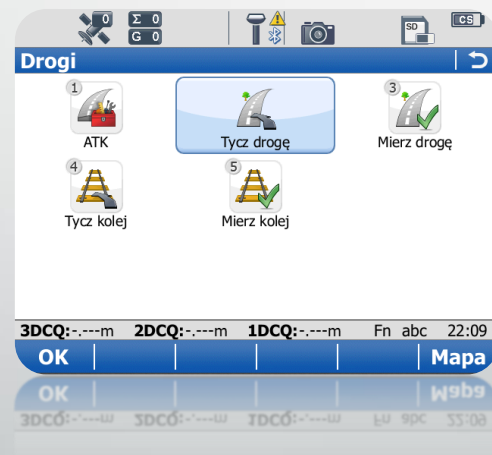 0 Σ 0 CS
G 0 SD
Drogi
1 3
ATK Tycz drogę Mierz drogę
4 5
Tycz kolej Mierz kolej
3DCQ:-.---m 2DCQ:-.---m 1DCQ:-.---m Fn abc 22:09
OK Mapa